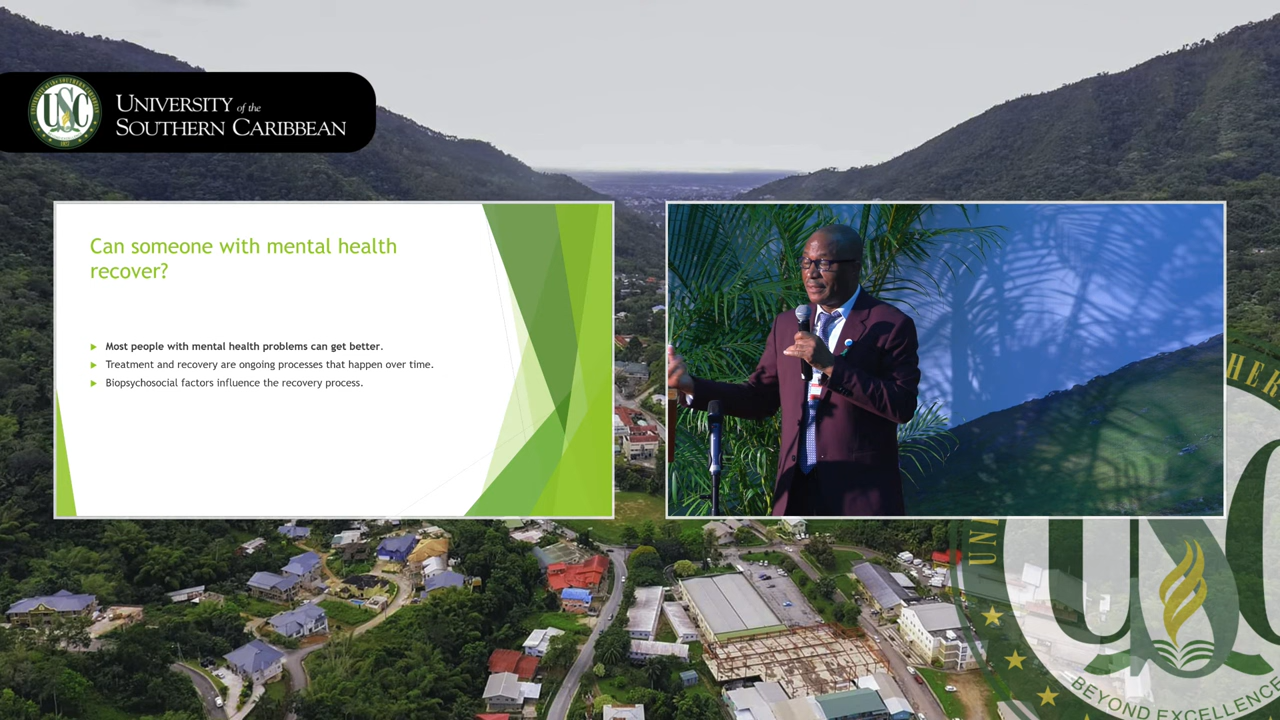 USC
UNIVERSITY of the
SOUTHERN CARIBBEAN
Can someone with mental health
recover?
Most people with mental health problems can get better.
Treatment and recovery are ongoing processes that happen over time.
Biopsychosocial factors influence the recovery process.
USC
BEYOND EXCELLENCE